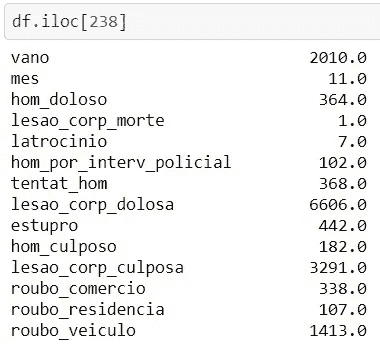 df.iloc[238]
vano 2010.0
mes 11.0
hom_doloso 364.0
lesao_corp_morte 1.0
latrocinio 7.0
hom_por_interv_policial 102.0
tentat_hom 368.0
lesao_corp_dolosa 6606.0
estupro 442.0
hom_culposo 182.0
lesao_corp_culposa 3291.0
roubo_comercio 338.0
roubo_residencia 107.0
roubo_veiculo 1413.0